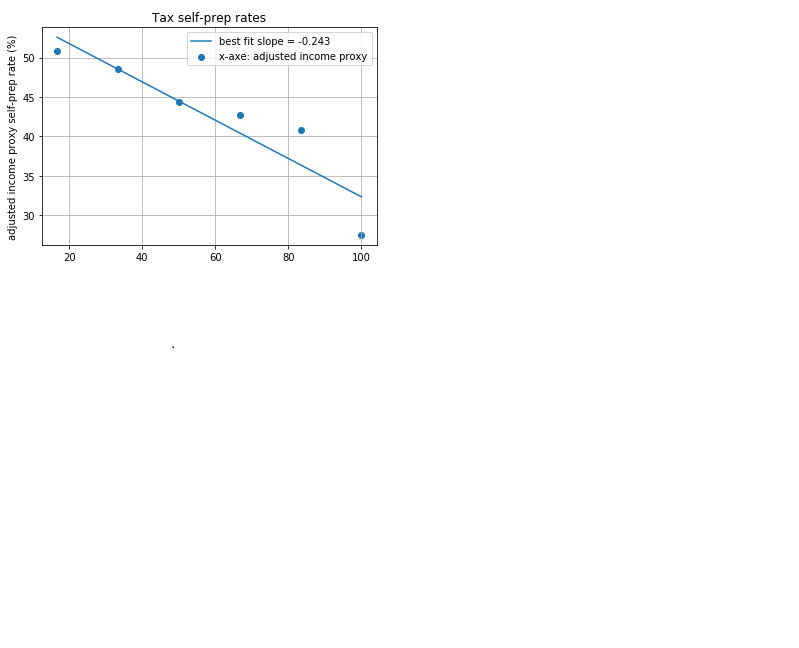 Tax self-prep rates
best fit slope = -0.243
x-axe: adjusted income proxy
adjusted income proxy self-prep rate (%)
50
45
40
35
30
20 40 60 80 100
.